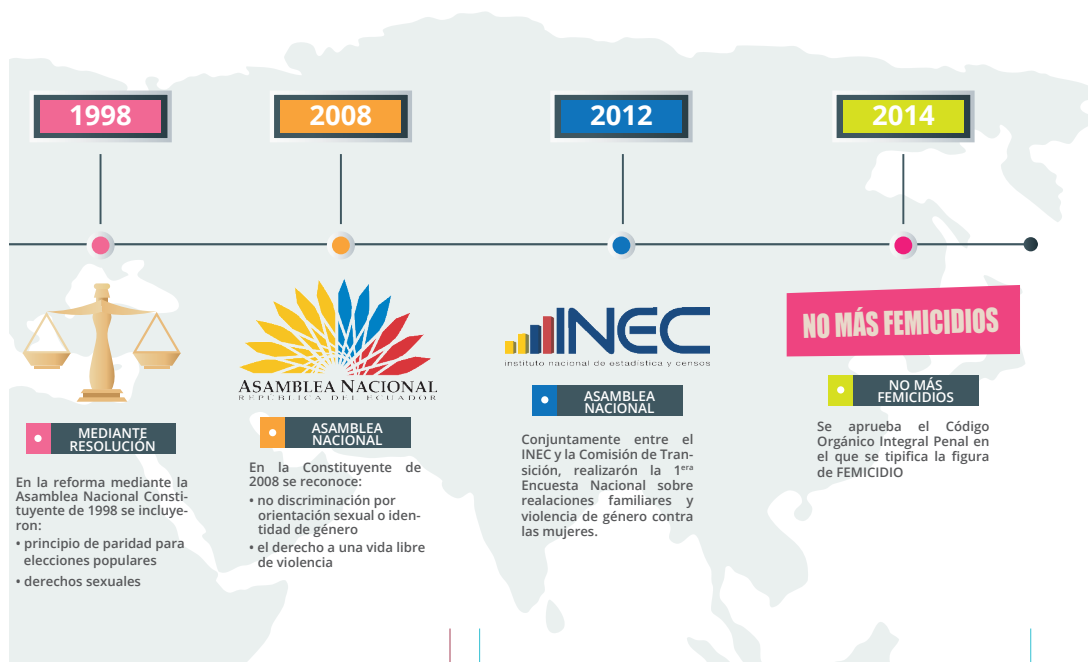 1998
MEDIANTE
RESOLUCIÓN
En la reforma mediante la
Asamblea Nacional Consti-
tuyente de 1998 se incluye-
ron:
• principio de paridad para
elecciones populares
• derechos sexuales
2008
ASAMBLEA NACIONAL
REPÚBLICA DEL ECUADOR
ASAMBLEA
NACIONAL
En la Constituyente de
2008 se reconoce:
• no discriminación por
orientación sexual o iden-
tidad de género
• el derecho a una vida libre
de violencia
2012
INEC
instituto nacional de estadística y censos
ASAMBLEA
NACIONAL
Conjuntamente entre el
INEC y la Comisión de Tran-
sición, realizarón la 1era
Encuesta Nacional sobre
realaciones familiares y
violencia de género contra
las mujeres.
2014
NO MÁS FEMICIDIOS
NO MÁS
FEMICIDIOS
Se aprueba el Código
Orgánico Integral Penal en
el que se tipifica la figura
de FEMICIDIO